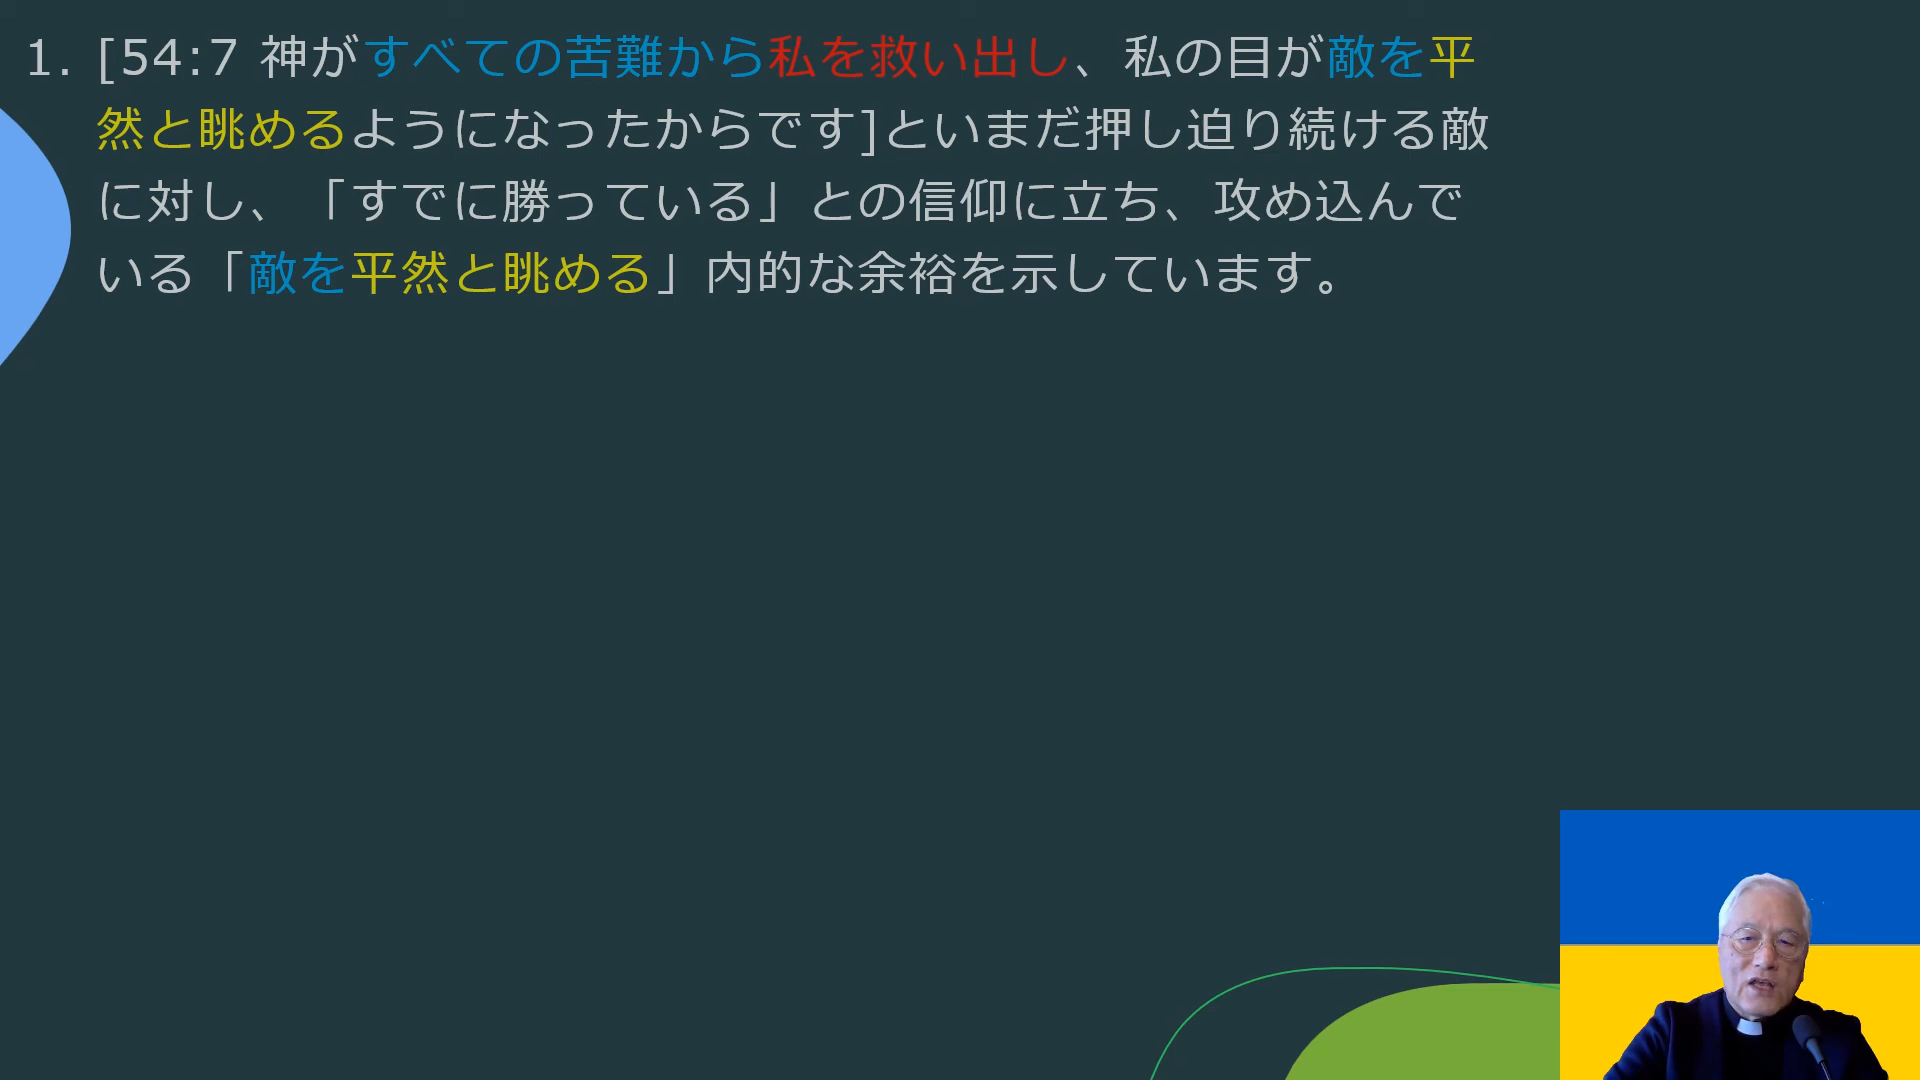 1. [54:7 神がすべての苦難から私を救い出し、私の目が敵を平
然と眺めるようになったからです]といまだ押し迫り続ける敵
に対し、「すでに勝っている」との信仰に立ち、攻め込んで
いる「敵を平然と眺める」内的な余裕を示しています。